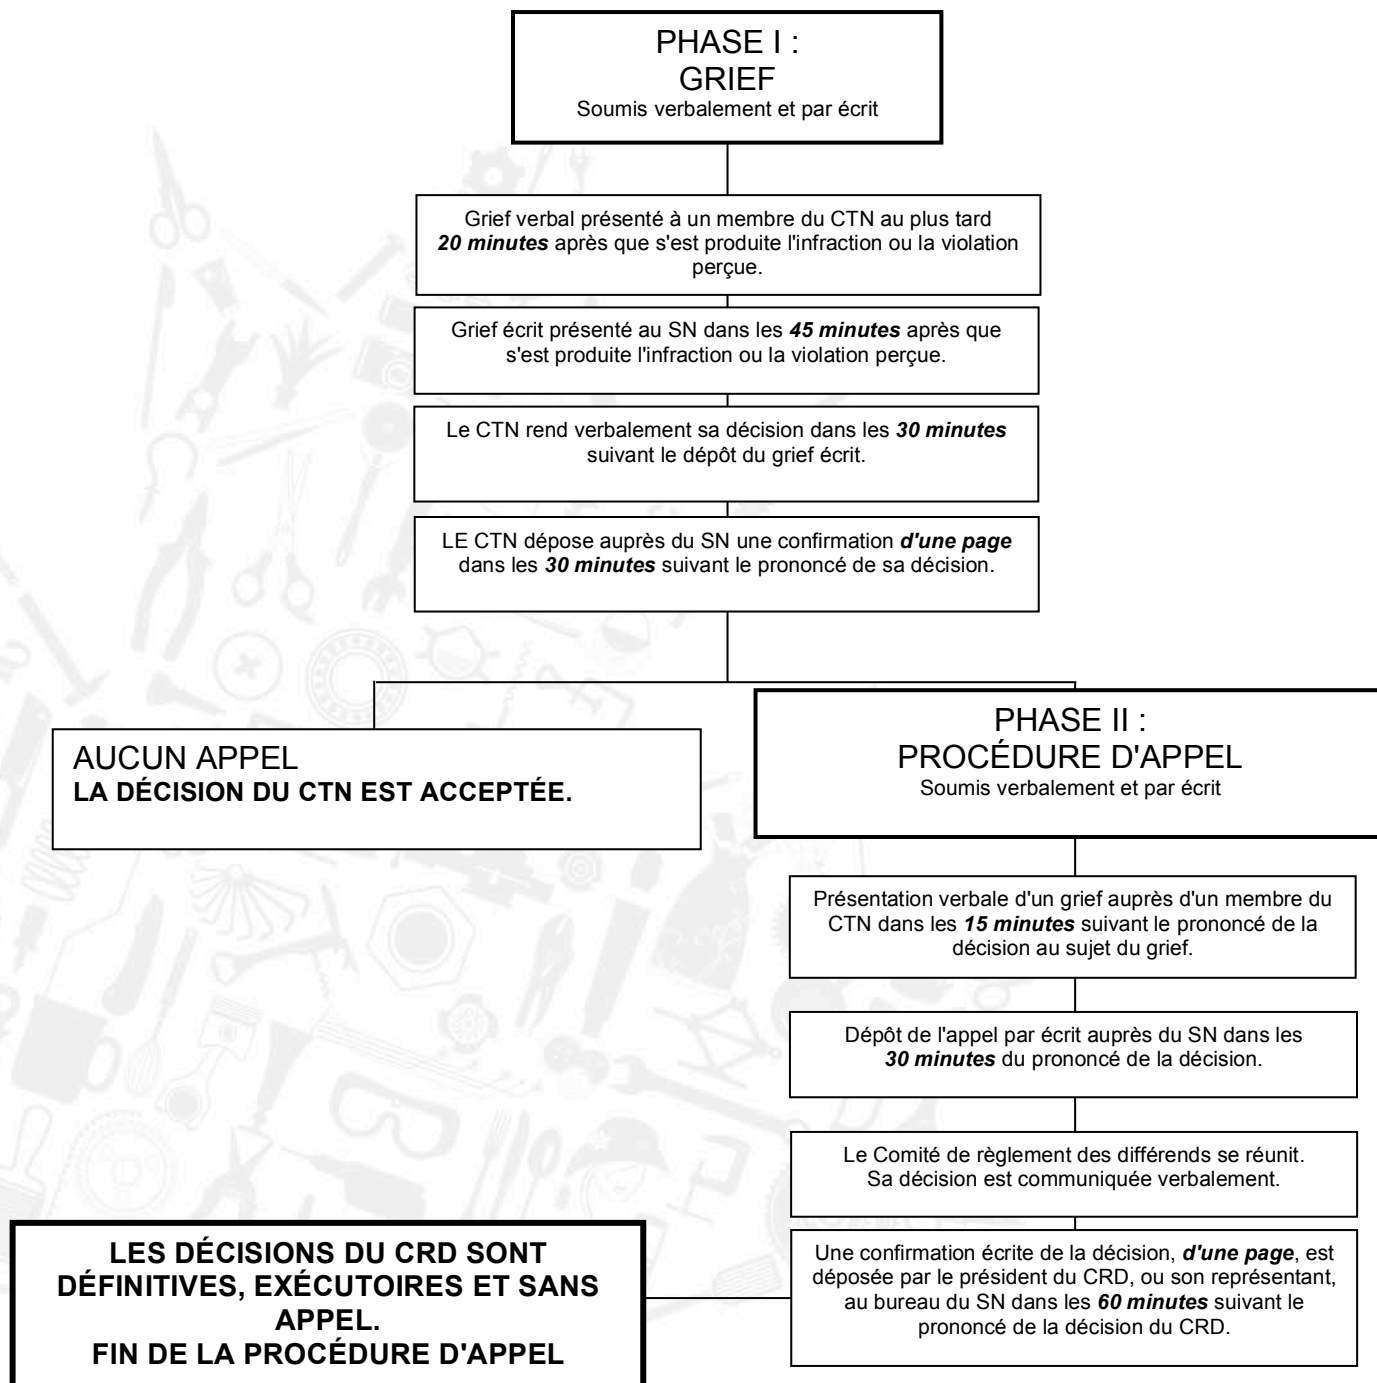 PHASE I :
GRIEF
Soumis verbalement et par écrit
Grief verbal présenté à un membre du CTN au plus tard
20 minutes après que s'est produite l'infraction ou la violation
perçue.
Grief écrit présenté au SN dans les 45 minutes après que
s'est produite l'infraction ou la violation perçue.
Le CTN rend verbalement sa décision dans les 30 minutes
suivant le dépôt du grief écrit.
LE CTN dépose auprès du SN une confirmation d'une page
dans les 30 minutes suivant le prononcé de sa décision.
AUCUN APPEL
LA DÉCISION DU CTN EST ACCEPTÉE.
PHASE II :
PROCÉDURE D'APPEL
Soumis verbalement et par écrit
Présentation verbale d'un grief auprès d'un membre du
CTN dans les 15 minutes suivant le prononcé de la
décision au sujet du grief.
Dépôt de l'appel par écrit auprès du SN dans les
30 minutes du prononcé de la décision.
Le Comité de règlement des différends se réunit.
Sa décision est communiquée verbalement.
Une confirmation écrite de la décision, d'une page, est
déposée par le président du CRD, ou son représentant,
au bureau du SN dans les 60 minutes suivant le
prononcé de la décision du CRD.
LES DÉCISIONS DU CRD SONT
DÉFINITIVES, EXÉCUTOIRES ET SANS
APPEL.
FIN DE LA PROCÉDURE D'APPEL